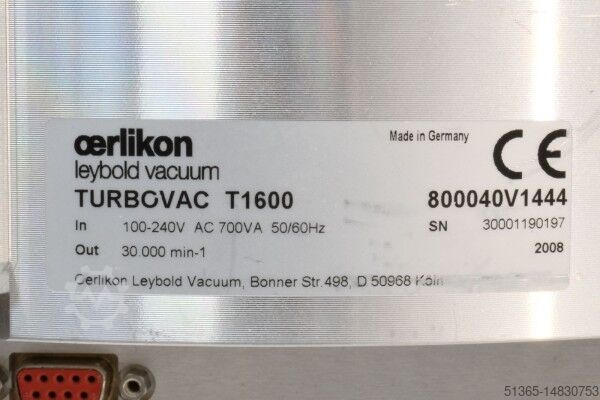 œrlikon
leybold vacuum
Made in Germany
CE
TURBOVAC T1600
800040V1444
In 100-240V AC 700VA 50/60Hz
SN 30001190197
Out 30.000 min-1
2008
Oerlikon Leybold Vacuum, Bonner Str.498, D 50968 Köln
51365-14830753